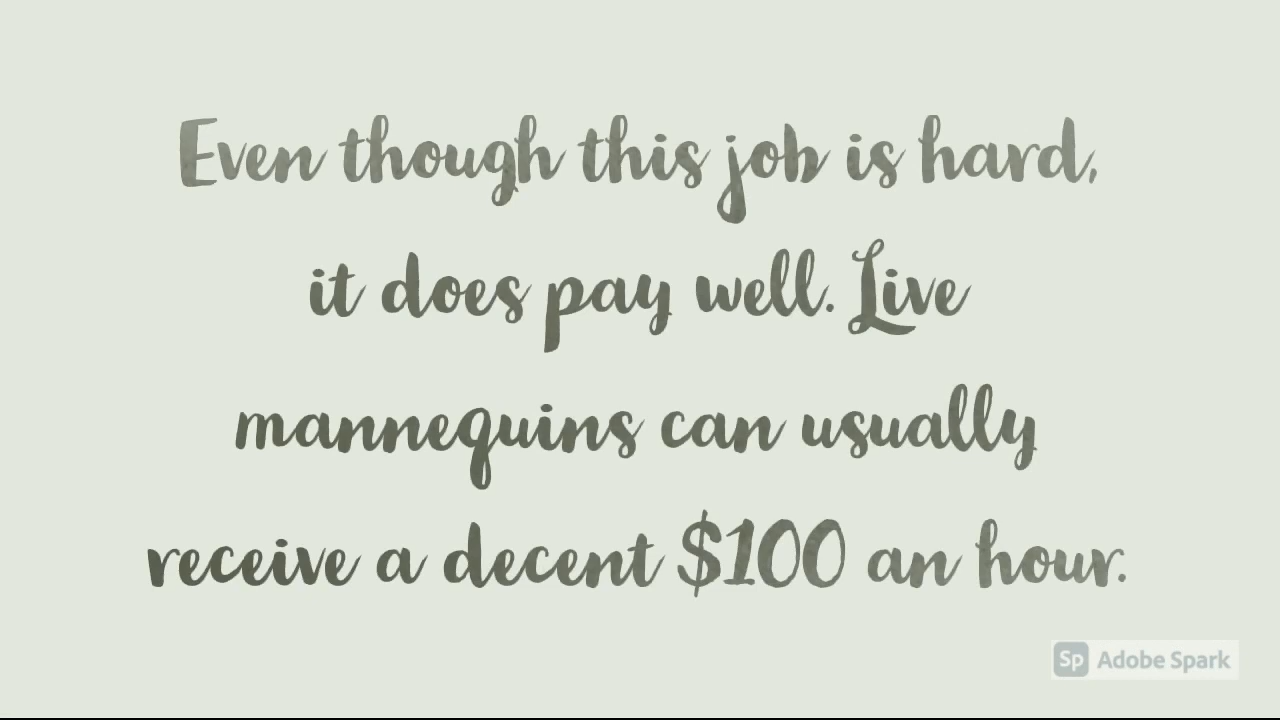 Even though this job is hard,
it does pay well. Live
mannequins can usually
receive a decent $100 an hour.
Sp Adobe Spark